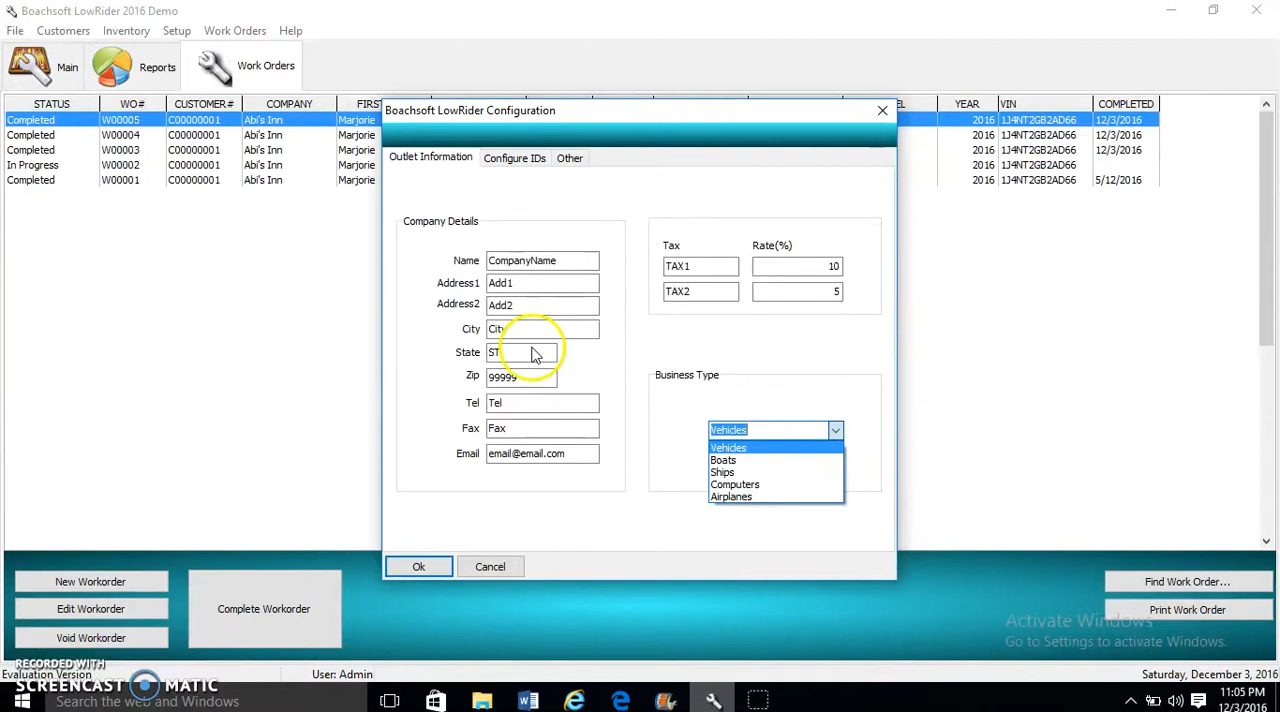 Boachsoft LowRider 2016 Demo
File Customers Inventory Setup Work Orders Help
Main Reports Work Orders
STATUS WO# CUSTOMER# COMPANY YEAR VIN COMPLETED
Completed W00005 C00000001 Abi's Inn Marjorie 2016 1J4NT2GB2AD66 12/3/2016
Completed W00004 C00000001 Abi's Inn Marjorie 2016 1J4NT2GB2AD66 12/3/2016
Completed W00003 C00000001 Abi's Inn Marjorie 2016 1J4NT2GB2AD66 12/3/2016
In Progress W00002 C00000001 Abi's Inn Marjorie 2016 1J4NT2GB2AD66
Completed W00001 C00000001 Abi's Inn Marjorie 2016 1J4NT2GB2AD66 5/12/2016
Boachsoft LowRider Configuration
Outlet Information Configure IDs Other
Company Details
Name CompanyName
Address1 Add1
Address2 Add2
City City
State ST
Zip 99999
Tel Tel
Fax Fax
Email email@email.com
Tax Rate(%)
TAX1 10
TAX2 5
Business Type
Vehicles
Vehicles
Boats
Ships
Computers
Airplanes
Ok Cancel
New Workorder
Edit Workorder
Void Workorder
Complete Workorder
Find Work Order...
Print Work Order
Activate Windows
Go to Settings to activate Windows.
RECORDED WITH
SCREENCAST MATIC
Evaluation Version User: Admin Saturday, December 3, 2016
Search the web and Windows
11:05 PM
12/3/2016